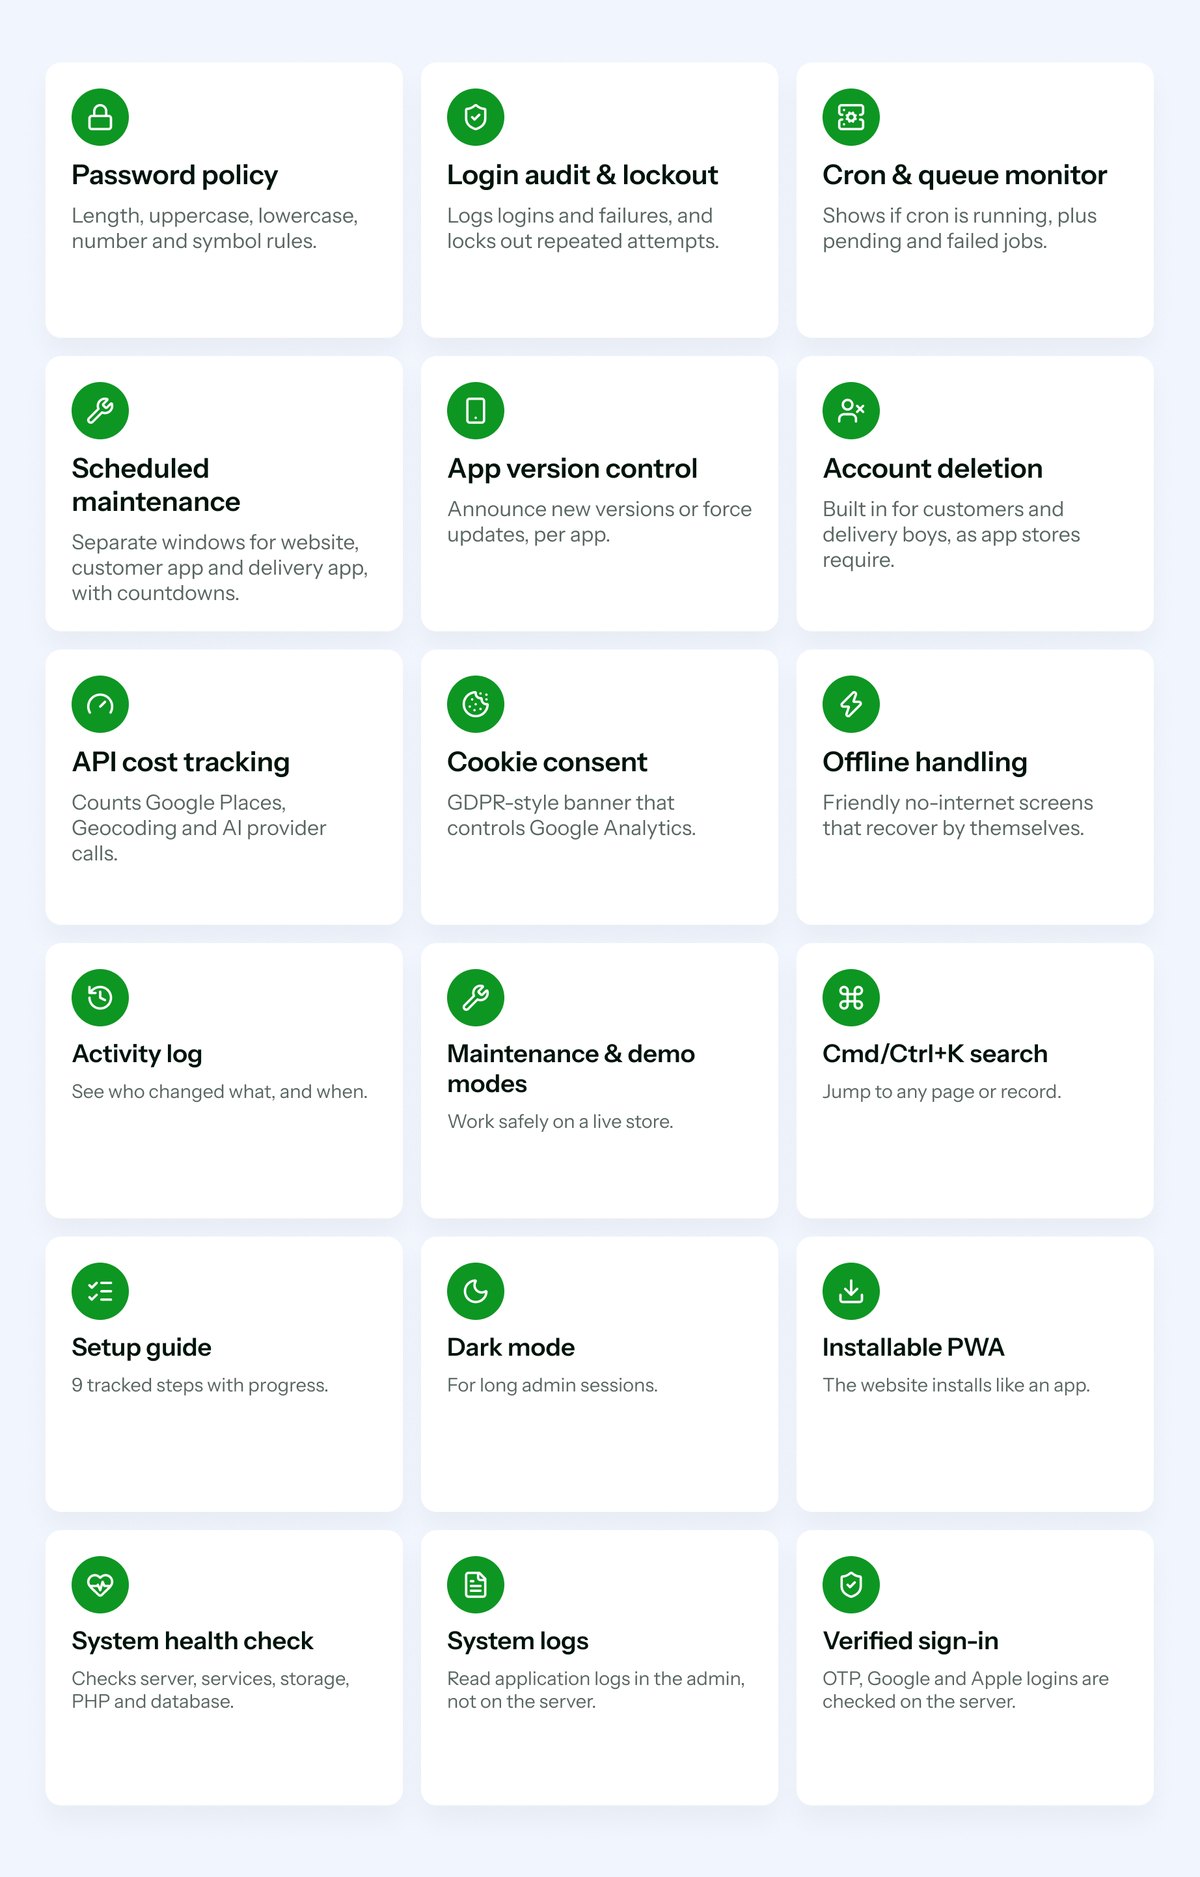 Password policy
Length, uppercase, lowercase,
number and symbol rules.
Login audit & lockout
Logs logins and failures, and
locks out repeated attempts.
Cron & queue monitor
Shows if cron is running, plus
pending and failed jobs.
Scheduled
maintenance
Separate windows for website,
customer app and delivery app,
with countdowns.
App version control
Announce new versions or force
updates, per app.
Account deletion
Built in for customers and
delivery boys, as app stores
require.
API cost tracking
Counts Google Places,
Geocoding and AI provider
calls.
Cookie consent
GDPR-style banner that
controls Google Analytics.
Offline handling
Friendly no-internet screens
that recover by themselves.
Activity log
See who changed what, and when.
Maintenance & demo
modes
Work safely on a live store.
Cmd/Ctrl+K search
Jump to any page or record.
Setup guide
9 tracked steps with progress.
Dark mode
For long admin sessions.
Installable PWA
The website installs like an app.
System health check
Checks server, services, storage,
PHP and database.
System logs
Read application logs in the admin,
not on the server.
Verified sign-in
OTP, Google and Apple logins are
checked on the server.